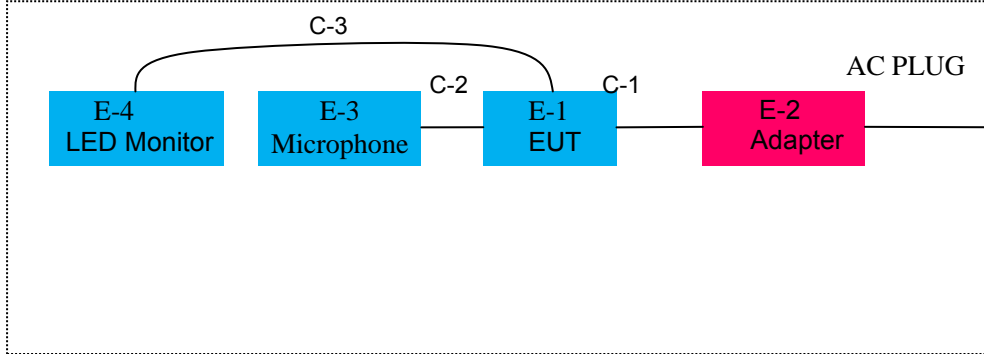 C-3
AC PLUG
C-2
C-1
E-4
LED Monitor
E-3
Microphone
E-1
EUT
E-2
Adapter